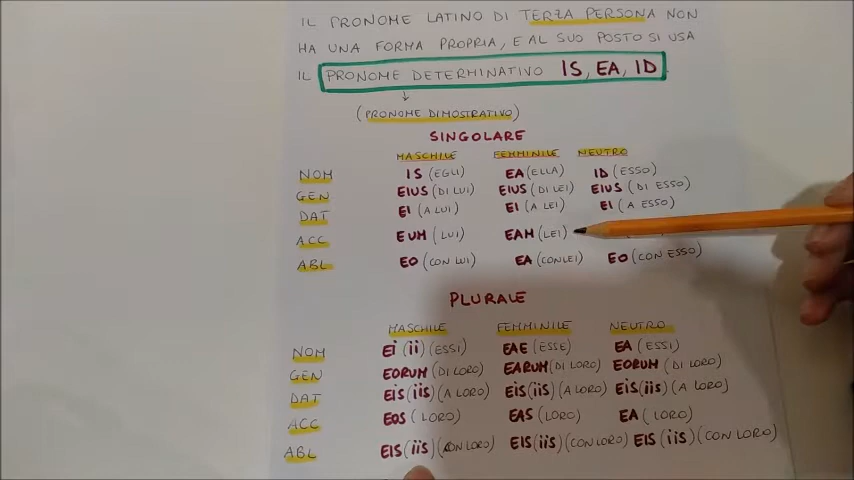 IL PRONOME LATINO DI TERZA PERSONA NON
HA UNA FORMA PROPRIA, E AL SUO POSTO SI USA
IL PRONOME DETERMINATIVO IS, EA, ID
(PRONOME DIMOSTRATIVO)
SINGOLARE
MASCHILE FEMMINILE NEUTRO
NOM IS (EGLI) EA (ELLA) ID (ESSO)
GEN EIUS (DI LUI) EIUS (DI LEI) EIUS (DI ESSO)
DAT EI (A LUI) EI (A LEI) EI (A ESSO)
ACC EUM (LUI) EAM (LEI)
ABL EO (CON LUI) EA (CON LEI) EO (CON ESSO)
PLURALE
MASCHILE FEMMINILE NEUTRO
NOM Ei (ii) (ESSI) EAE (ESSE) EA (ESSI)
GEN EORUM (DI LORO) EARUM (DI LORO) EORUM (DI LORO)
DAT EiS (iiS) (A LORO) EiS (iiS) (A LORO) EiS (iiS) (A LORO)
ACC EOS (LORO) EAS (LORO) EA (LORO)
ABL EIS (iiS) (CON LORO) EIS (iiS) (CON LORO) EIS (iiS) (CON LORO)